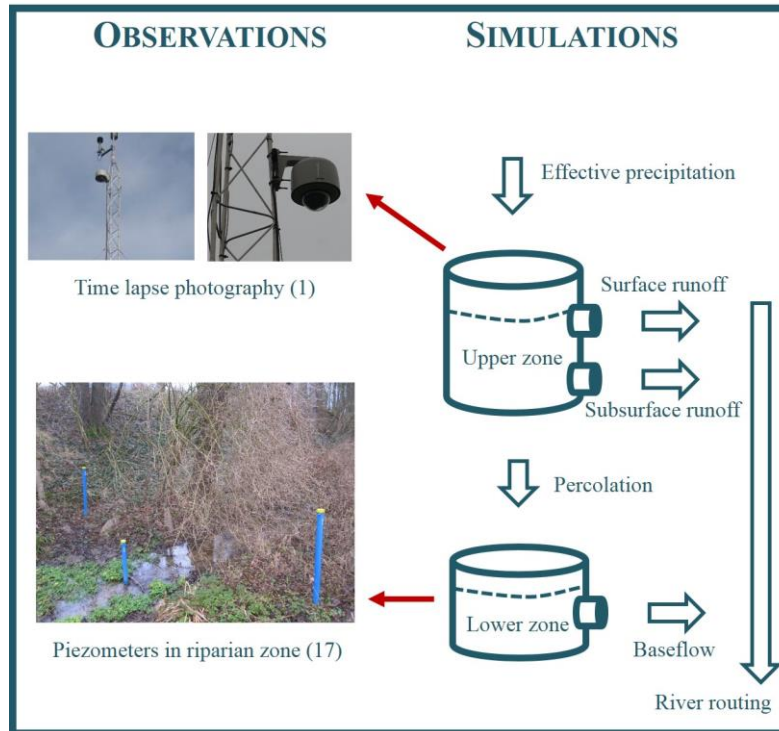 OBSERVATIONS
SIMULATIONS
Effective precipitation
Time lapse photography (1)
Surface runoff
Upper zone
Subsurface runoff
Percolation
Lower zone
Piezometers in riparian zone (17)
Baseflow
River routing